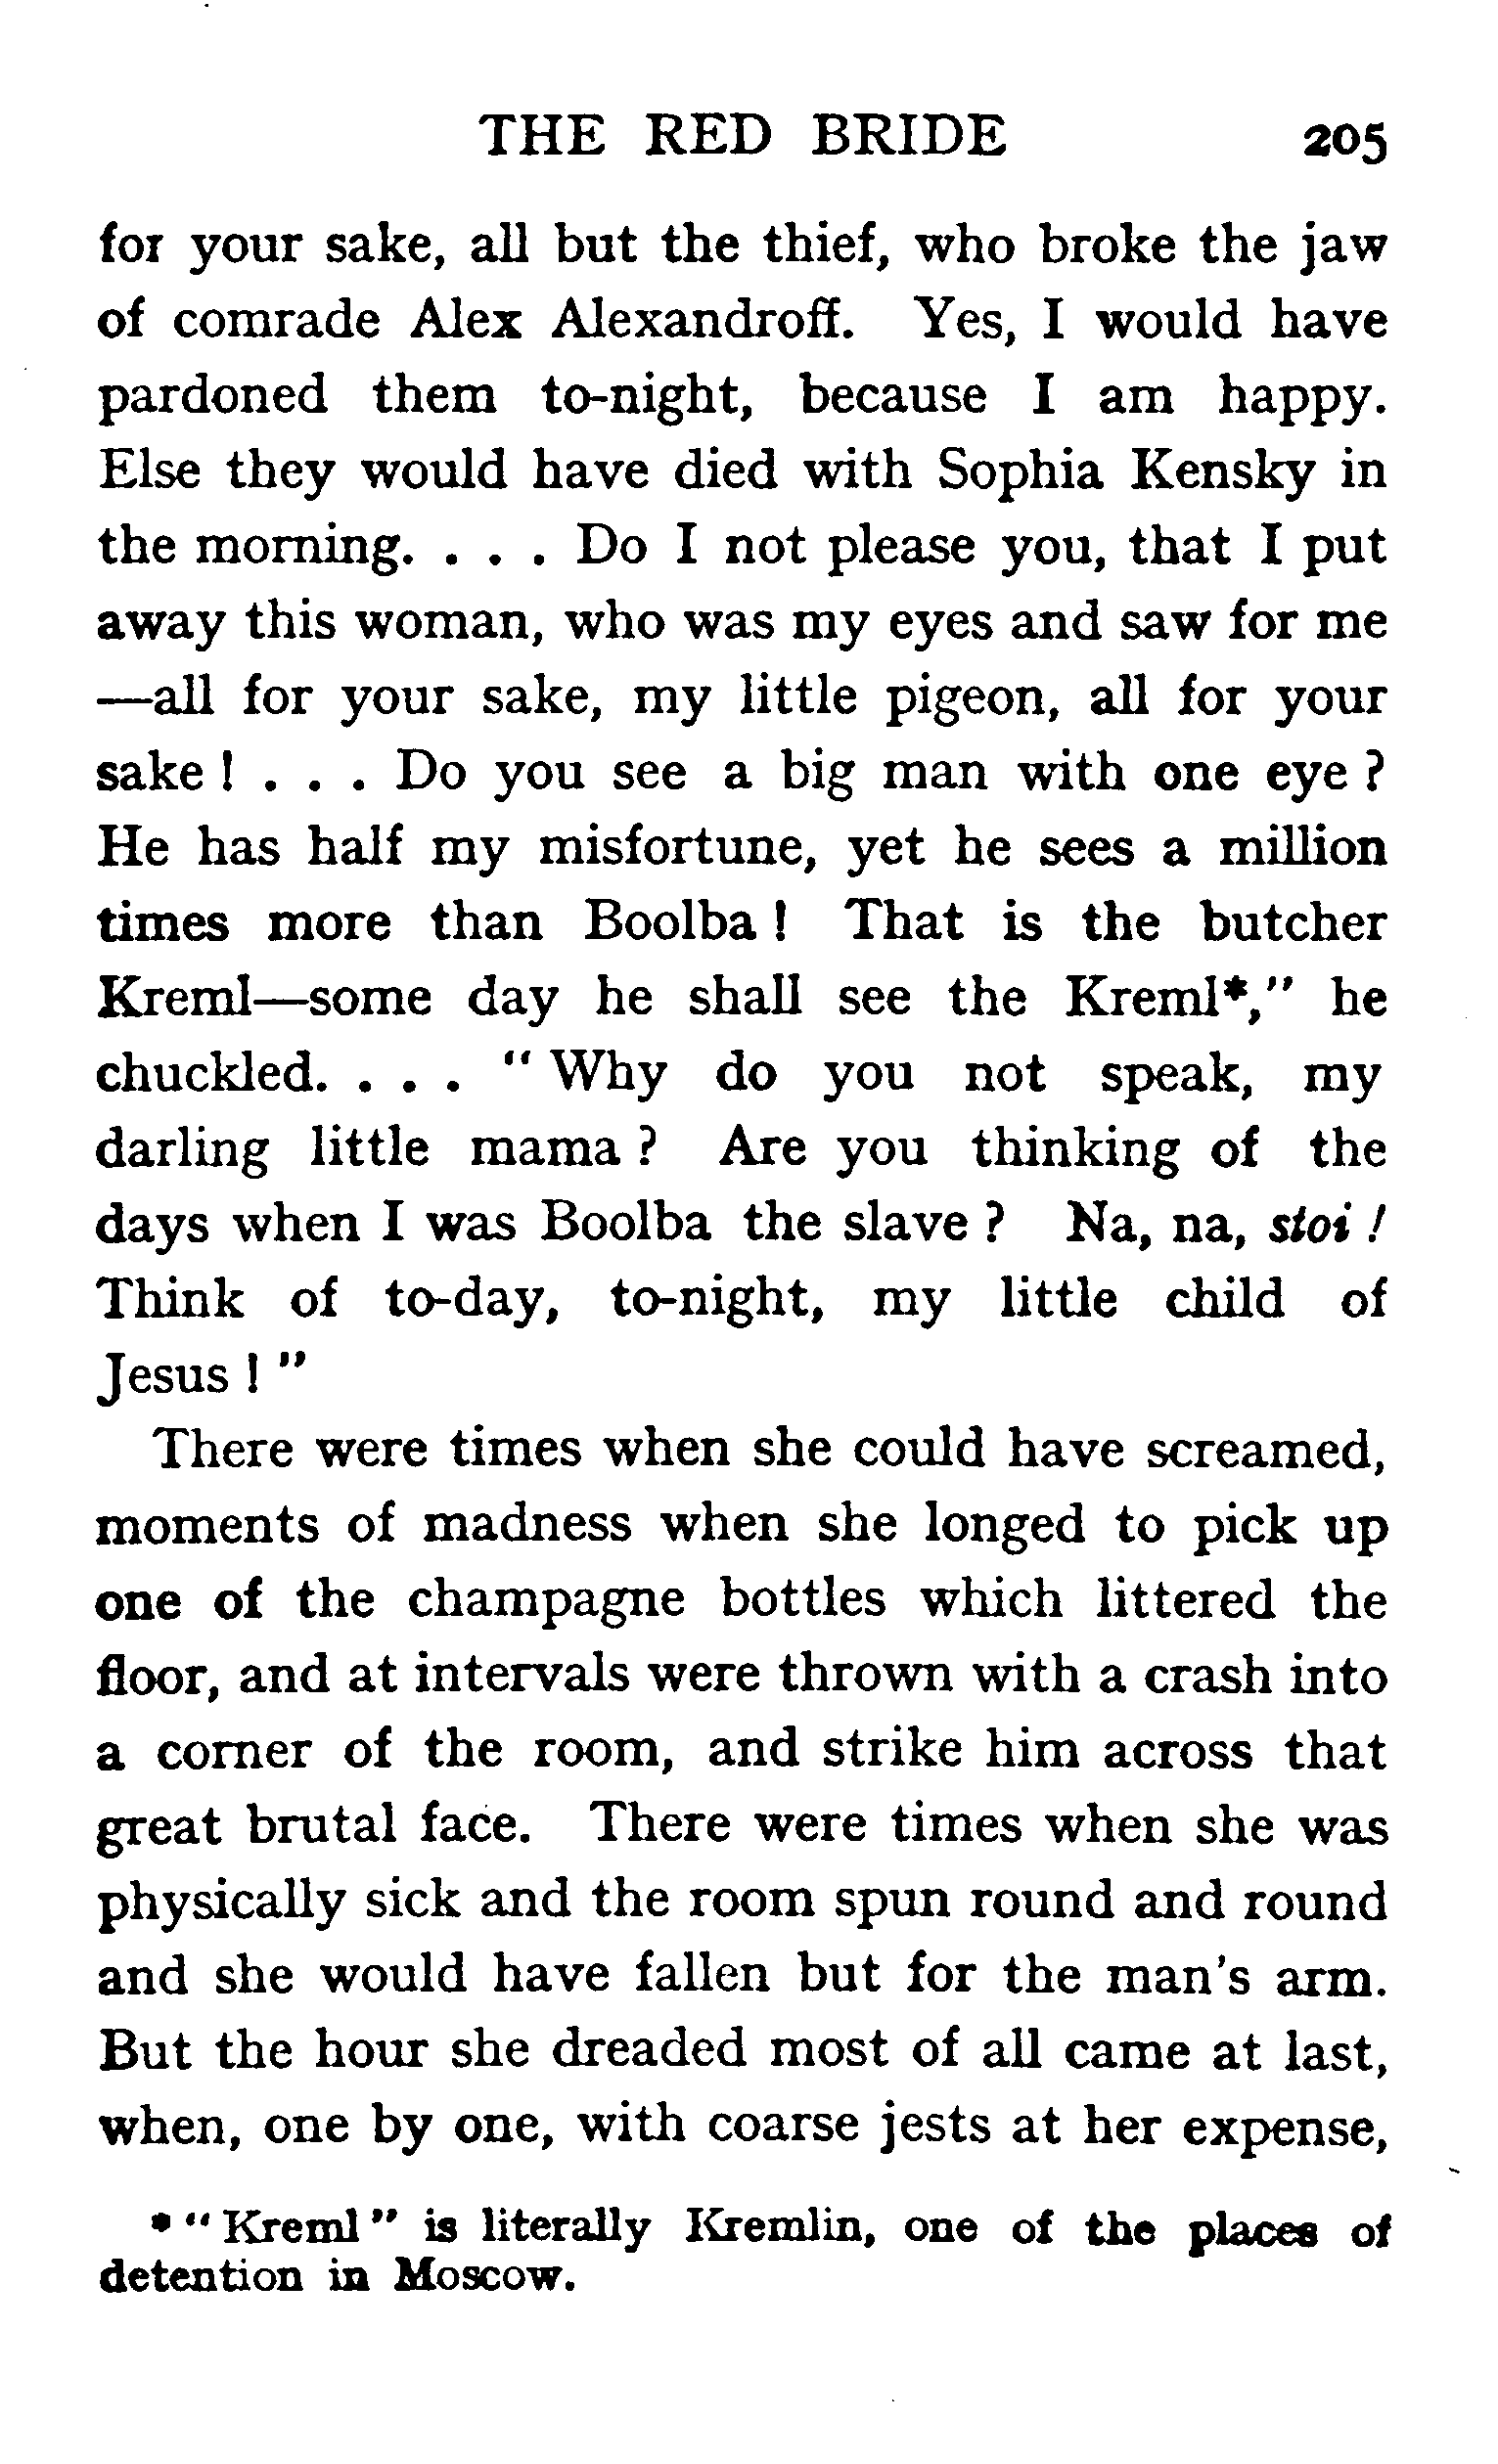 THE RED BRIDE 205
for your sake, all but the thief, who broke the jaw
of comrade Alex Alexandroff. Yes, I would have
pardoned them to-night, because I am happy.
Else they would have died with Sophia Kensky in
the morning. . . . Do I not please you, that I put
away this woman, who was my eyes and saw for me
—all for your sake, my little pigeon, all for your
sake ! . . . Do you see a big man with one eye ?
He has half my misfortune, yet he sees a million
times more than Boolba ! That is the butcher
Kreml—some day he shall see the Kreml*," he
chuckled. . . . " Why do you not speak, my
darling little mama ? Are you thinking of the
days when I was Boolba the slave ? Na, na, stoi !
Think of to-day, to-night, my little child of
Jesus ! "
There were times when she could have screamed,
moments of madness when she longed to pick up
one of the champagne bottles which littered the
floor, and at intervals were thrown with a crash into
a corner of the room, and strike him across that
great brutal face. There were times when she was
physically sick and the room spun round and round
and she would have fallen but for the man's arm.
But the hour she dreaded most of all came at last,
when, one by one, with coarse jests at her expense,
* " Kreml " is literally Kremlin, one of the places of
detention in Moscow.